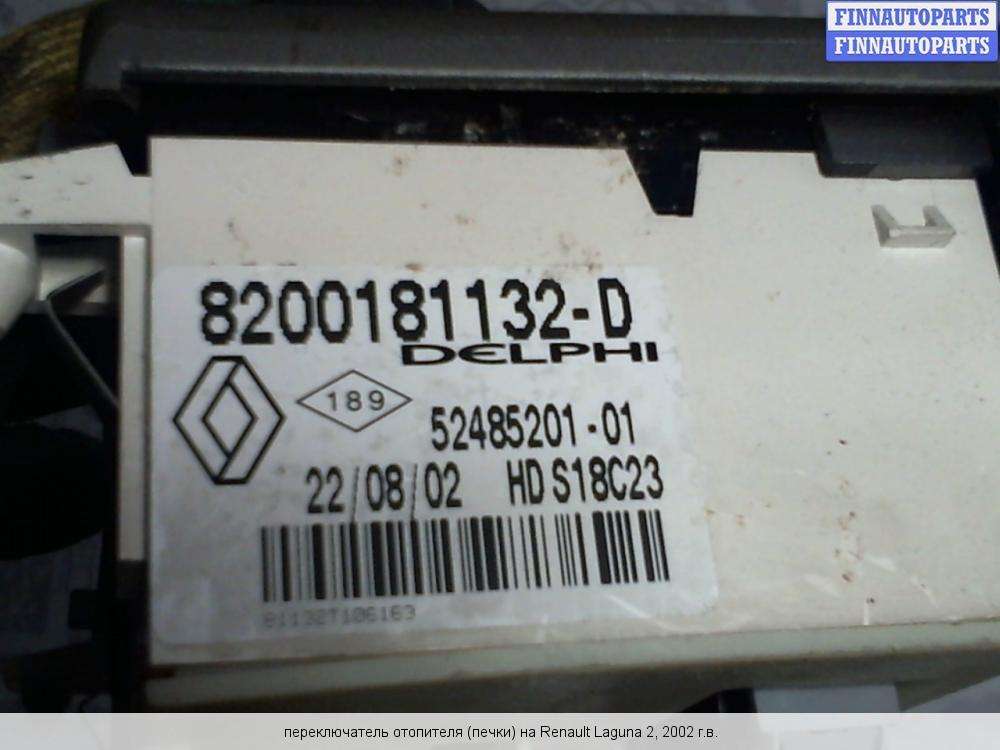 FINNAUTOPARTS
FINNAUTOPARTS
8200181132-D
DELPHI
189
52485201-01
22/08/02 HD S18C23
81132T106163
переключатель отопителя (печки) на Renault Laguna 2, 2002 г.в.